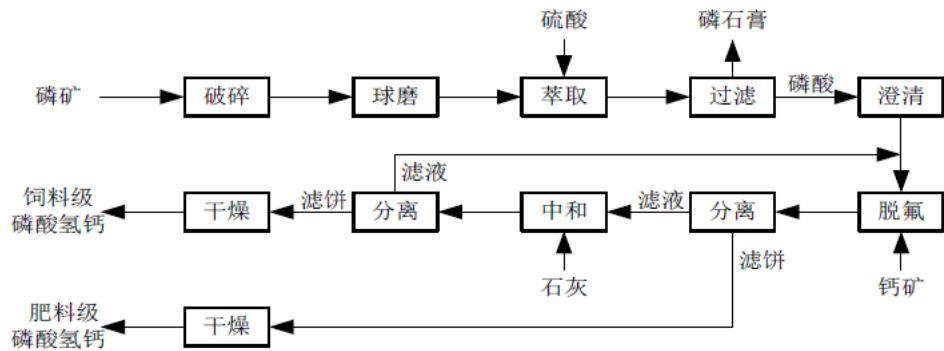 硫酸
磷石膏
磷矿
破碎
球磨
萃取
过滤
磷酸
澄清
滤液
饲料级
磷酸氢钙
干燥
滤饼
分离
中和
滤液
分离
脱氟
滤饼
石灰
钙矿
肥料级
磷酸氢钙
干燥